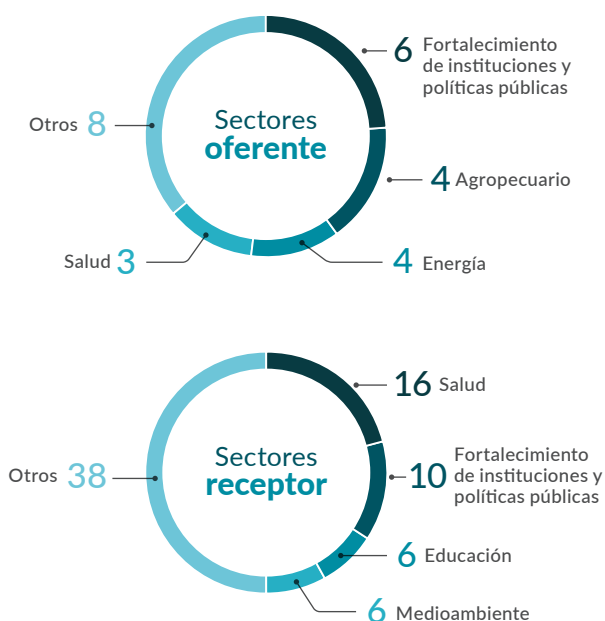 Sectores
oferente
6 Fortalecimiento
de instituciones y
políticas públicas
4 Agropecuario
4 Energía
Salud 3
Otros 8
Sectores
receptor
16 Salud
10 Fortalecimiento
de instituciones y
políticas públicas
6 Educación
6 Medioambiente
Otros 38